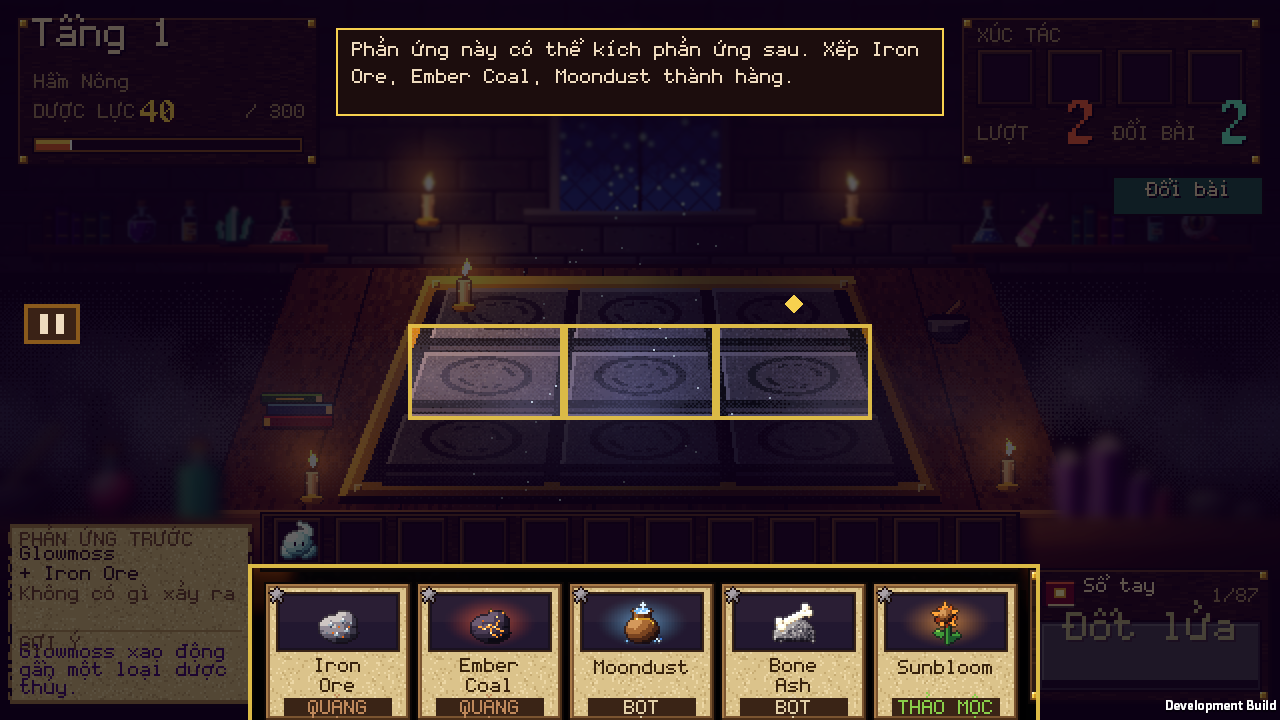 Tầng 1
Hầm Nông
DƯỢC LỰC 40 / 300
Phản ứng này có thể kích phản ứng sau. Xếp Iron
Ore, Ember Coal, Moondust thành hàng.
XÚC TÁC
LƯỢT 2 ĐỔI BÀI 2
Đổi bài
PHẢN ỨNG TRƯỚC
Glowmoss
+ Iron Ore
Không có gì xảy ra
GỢI Ý
Glowmoss xao động
gần một loại dược
thủy.
Iron
Ore
QUẶNG
Ember
Coal
QUẶNG
Moondust
BỘT
Bone
Ash
BỘT
Sunbloom
THẢO MỘC
Sổ tay 1/87
Đốt lửa
Development Build